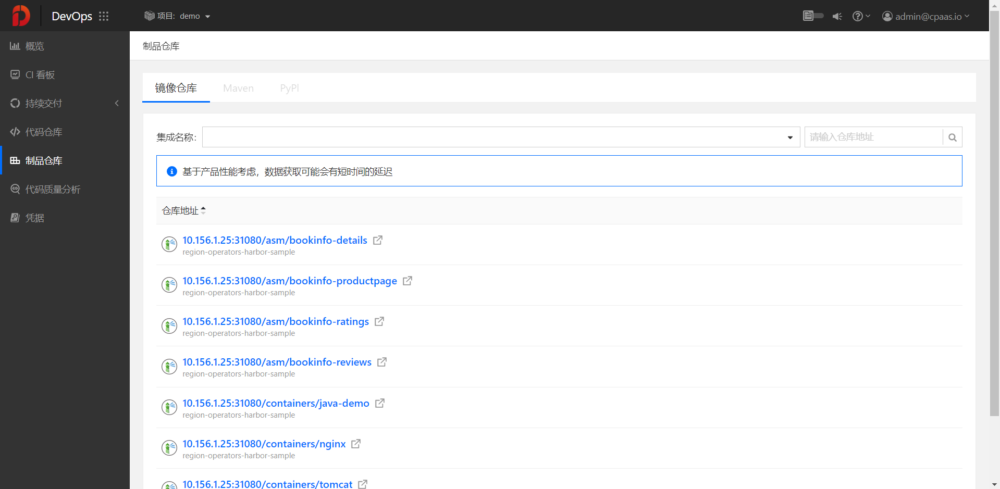 DevOps
项目: demo
admin@cpaas.io
概览
CI 看板
持续交付
代码仓库
制品仓库
代码质量分析
凭据
制品仓库
镜像仓库 Maven PyPI
集成名称:
请输入仓库地址
基于产品性能考虑，数据获取可能会有短时间的延迟
仓库地址
10.156.1.25:31080/asm/bookinfo-details
region-operators-harbor-sample
10.156.1.25:31080/asm/bookinfo-productpage
region-operators-harbor-sample
10.156.1.25:31080/asm/bookinfo-ratings
region-operators-harbor-sample
10.156.1.25:31080/asm/bookinfo-reviews
region-operators-harbor-sample
10.156.1.25:31080/containers/java-demo
region-operators-harbor-sample
10.156.1.25:31080/containers/nginx
region-operators-harbor-sample
10.156.1.25:31080/containers/tomcat